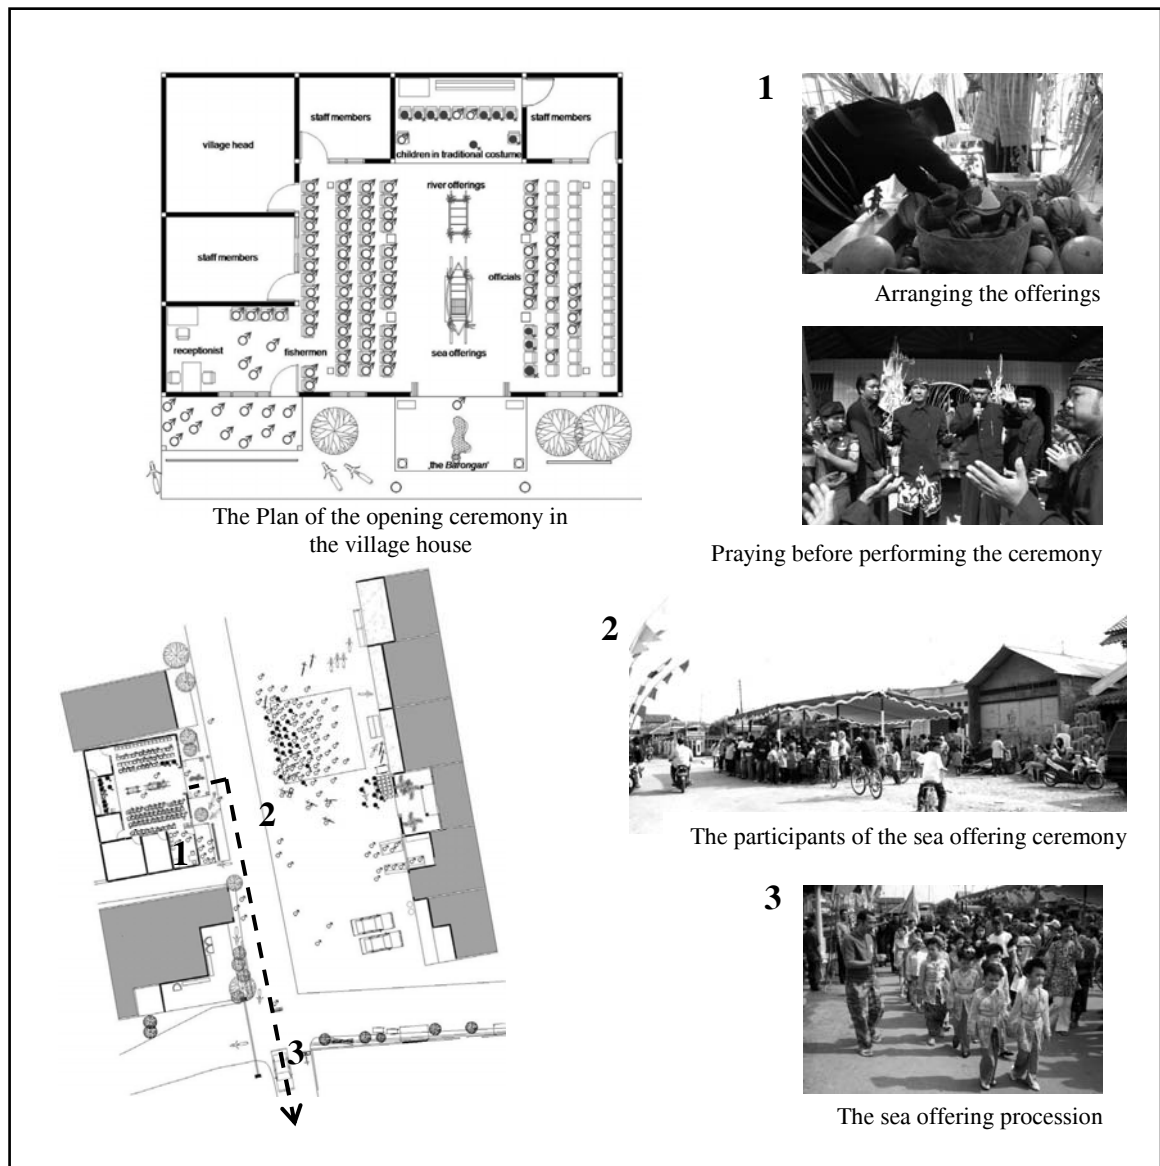 village head
staff members
staff members
children in traditional costume
staff members
river offerings
officials
sea offerings
receptionist
fishermen
‚the Barongan'
The Plan of the opening ceremony in
the village house
1
Arranging the offerings
Praying before performing the ceremony
2
The participants of the sea offering ceremony
3
The sea offering procession
1
2
3